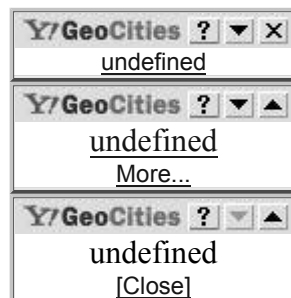 Y! GeoCities ?
undefined
Y! GeoCities ?
undefined
More...
Y! GeoCities ?
undefined
[Close]